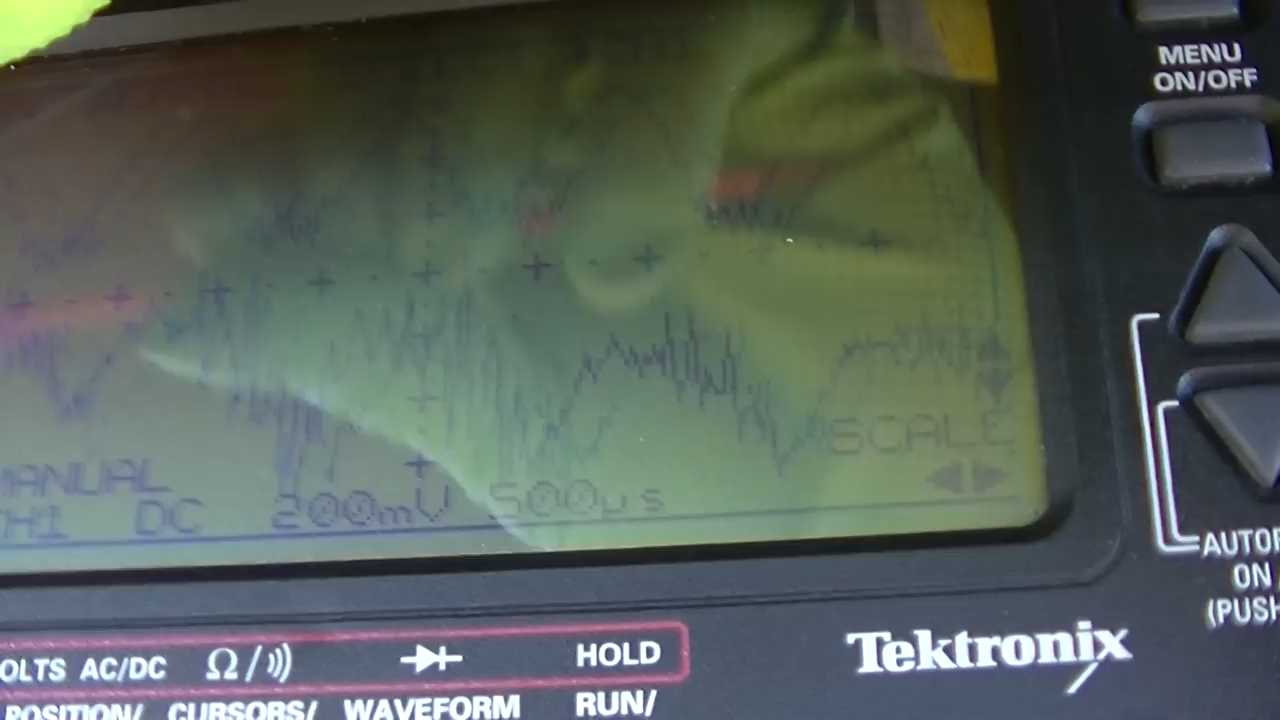 MENU
ON/OFF
SCALE
MANUAL
CH1 DC 200mV 500µs
AUTOR
ON/
(PUSH
Tektronix
OLTS AC/DC Ω/ HOLD
POSITION/ CURSORS/ WAVEFORM RUN/